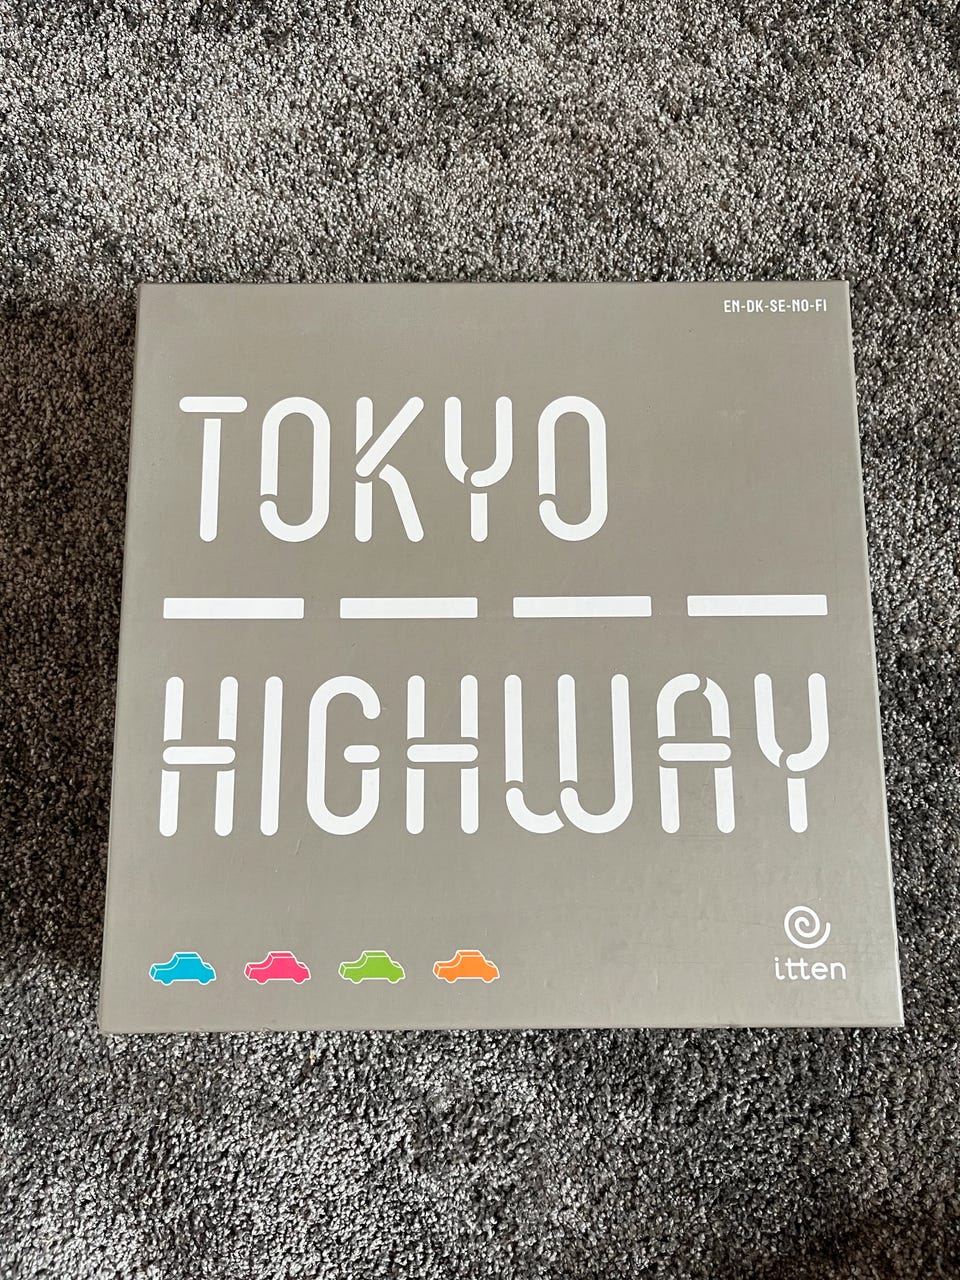 EN-DK-SE-NO-FI
TOKYO
HIGHWAY
itten